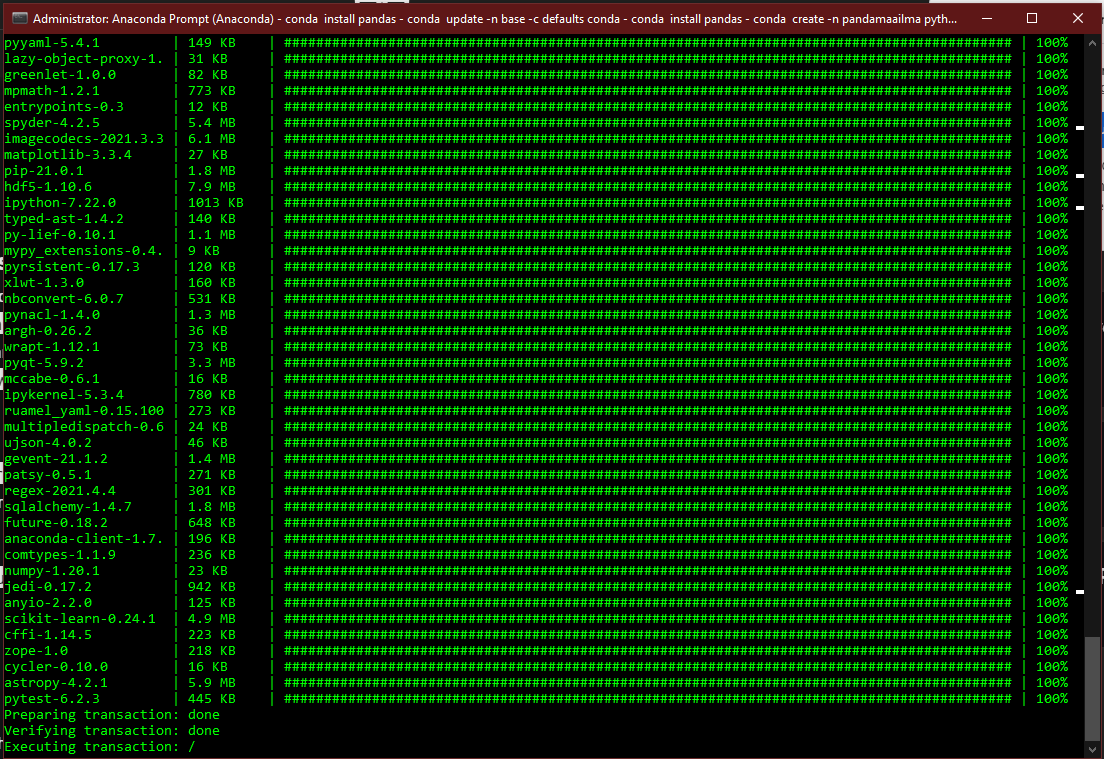 Administrator: Anaconda Prompt (Anaconda) - conda  install pandas - conda  update -n base -c defaults conda - conda  install pandas - conda  create -n pandamaailma pyth...
pyyaml-5.4.1 | 149 KB | ########################################################################################### | 100%
lazy-object-proxy-1. | 31 KB | ########################################################################################### | 100%
greenlet-1.0.0 | 82 KB | ########################################################################################### | 100%
mpmath-1.2.1 | 773 KB | ########################################################################################### | 100%
entrypoints-0.3 | 12 KB | ########################################################################################### | 100%
spyder-4.2.5 | 5.4 MB | ########################################################################################### | 100%
imagecodecs-2021.3.3 | 6.1 MB | ########################################################################################### | 100%
matplotlib-3.3.4 | 27 KB | ########################################################################################### | 100%
pip-21.0.1 | 1.8 MB | ########################################################################################### | 100%
hdf5-1.10.6 | 7.9 MB | ########################################################################################### | 100%
ipython-7.22.0 | 1013 KB | ########################################################################################### | 100%
typed-ast-1.4.2 | 140 KB | ########################################################################################### | 100%
py-lief-0.10.1 | 1.1 MB | ########################################################################################### | 100%
mypy_extensions-0.4. | 9 KB | ########################################################################################### | 100%
pyrsistent-0.17.3 | 120 KB | ########################################################################################### | 100%
xlwt-1.3.0 | 160 KB | ########################################################################################### | 100%
nbconvert-6.0.7 | 531 KB | ########################################################################################### | 100%
pynacl-1.4.0 | 1.3 MB | ########################################################################################### | 100%
argh-0.26.2 | 36 KB | ########################################################################################### | 100%
wrapt-1.12.1 | 73 KB | ########################################################################################### | 100%
pyqt-5.9.2 | 3.3 MB | ########################################################################################### | 100%
mccabe-0.6.1 | 16 KB | ########################################################################################### | 100%
ipykernel-5.3.4 | 780 KB | ########################################################################################### | 100%
ruamel_yaml-0.15.100 | 273 KB | ########################################################################################### | 100%
multipledispatch-0.6 | 24 KB | ########################################################################################### | 100%
ujson-4.0.2 | 46 KB | ########################################################################################### | 100%
gevent-21.1.2 | 1.4 MB | ########################################################################################### | 100%
patsy-0.5.1 | 271 KB | ########################################################################################### | 100%
regex-2021.4.4 | 301 KB | ########################################################################################### | 100%
sqlalchemy-1.4.7 | 1.8 MB | ########################################################################################### | 100%
future-0.18.2 | 648 KB | ########################################################################################### | 100%
anaconda-client-1.7. | 196 KB | ########################################################################################### | 100%
comtypes-1.1.9 | 236 KB | ########################################################################################### | 100%
numpy-1.20.1 | 23 KB | ########################################################################################### | 100%
jedi-0.17.2 | 942 KB | ########################################################################################### | 100%
anyio-2.2.0 | 125 KB | ########################################################################################### | 100%
scikit-learn-0.24.1 | 4.9 MB | ########################################################################################### | 100%
cffi-1.14.5 | 223 KB | ########################################################################################### | 100%
zope-1.0 | 218 KB | ########################################################################################### | 100%
cycler-0.10.0 | 16 KB | ########################################################################################### | 100%
astropy-4.2.1 | 5.9 MB | ########################################################################################### | 100%
pytest-6.2.3 | 445 KB | ########################################################################################### | 100%
Preparing transaction: done
Verifying transaction: done
Executing transaction: /